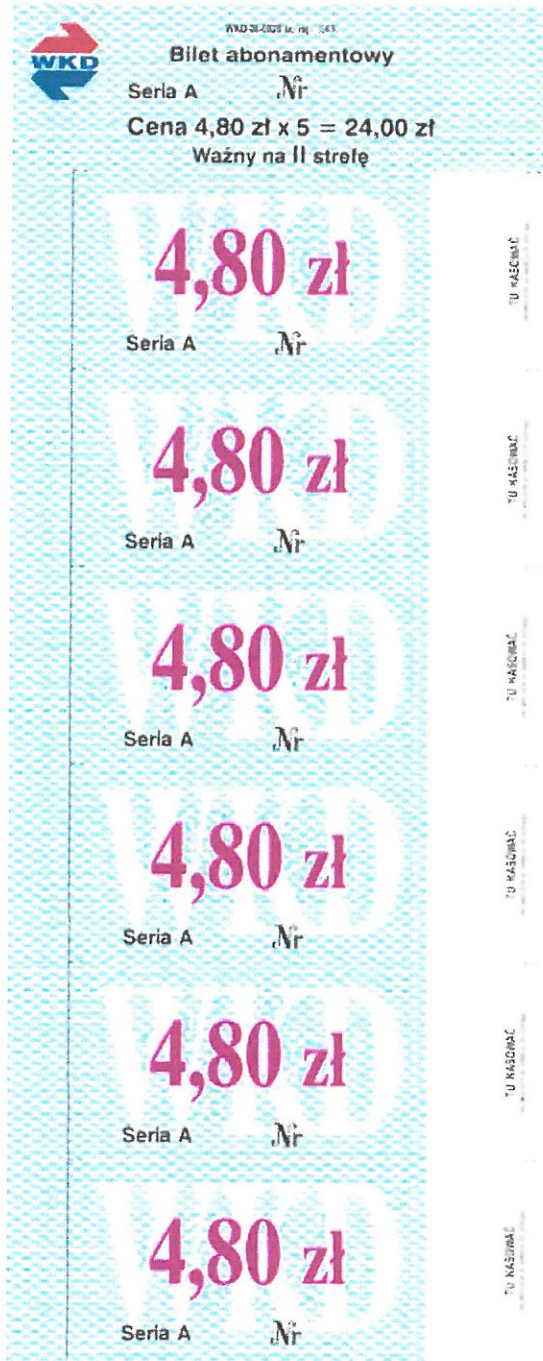 WKD
Bilet abonamentowy
Seria A Nr
Cena 4,80 zł x 5 = 24,00 zł
Ważny na II strefę
4,80 zł
Seria A Nr
TU KASOWAĆ
4,80 zł
Seria A Nr
TU KASOWAĆ
4,80 zł
Seria A Nr
TU KASOWAĆ
4,80 zł
Seria A Nr
TU KASOWAĆ
4,80 zł
Seria A Nr
TU KASOWAĆ
4,80 zł
Seria A Nr
TU KASOWAĆ